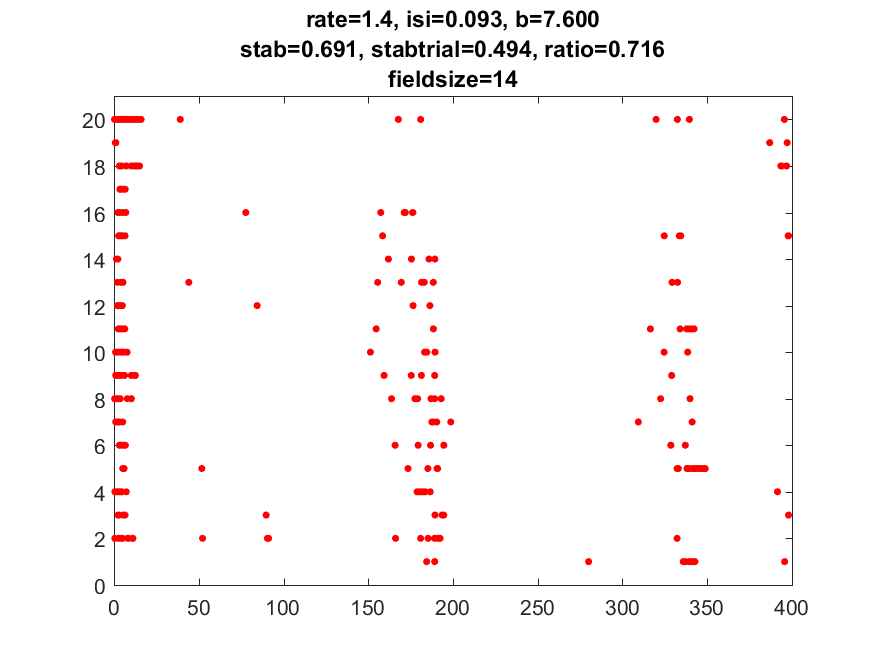 rate=1.4, isi=0.093, b=7.600
stab=0.691, stabtrial=0.494, ratio=0.716
fieldsize=14
20
18
16
14
12
10
8
6
4
2
0
0 50 100 150 200 250 300 350 400